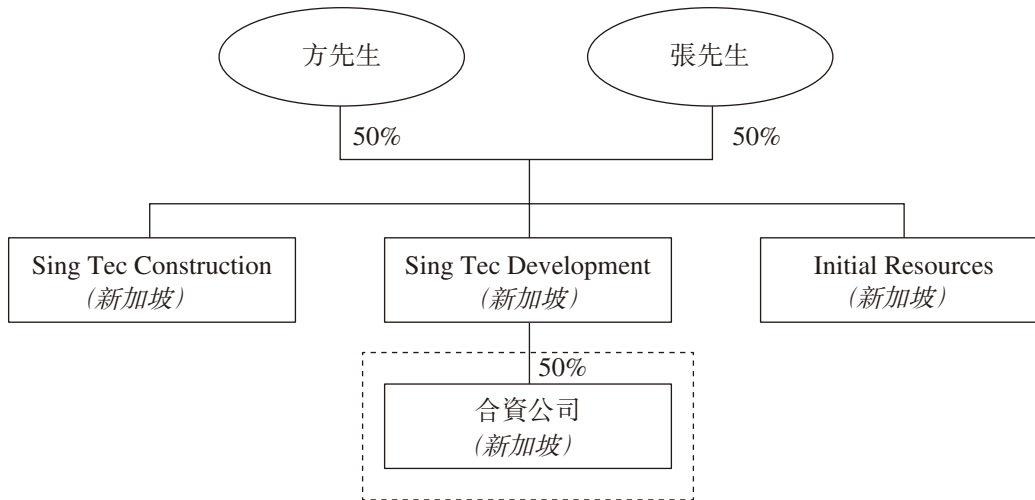 方先生
張先生
50%
50%
Sing Tec Construction
(新加坡)
Sing Tec Development
(新加坡)
Initial Resources
(新加坡)
50%
合資公司
(新加坡)